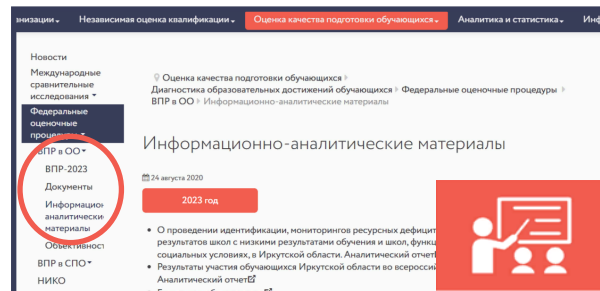 Независимая оценка квалификации
Оценка качества подготовки обучающихся
Аналитика и статистика
Новости
Международные
сравнительные
исследования
Федеральные
оценочные
процедуры
ВПР в ОО
ВПР-2023
Документы
Информацион
аналитически
материалы
Объективност
ВПР в СПО
НИКО
Оценка качества подготовки обучающихся
Диагностика образовательных достижений обучающихся Федеральные оценочные процедуры
ВПР в ОО Информационно-аналитические материалы
Информационно-аналитические материалы
24 августа 2020
2023 год
• О проведении идентификации, мониторингов ресурсных дефицит
результатов школ с низкими результатами обучения и школ, функц
социальных условиях, в Иркутской области. Аналитический отчет
• Результаты участия обучающихся Иркутской области во всеросси
Аналитический отчет